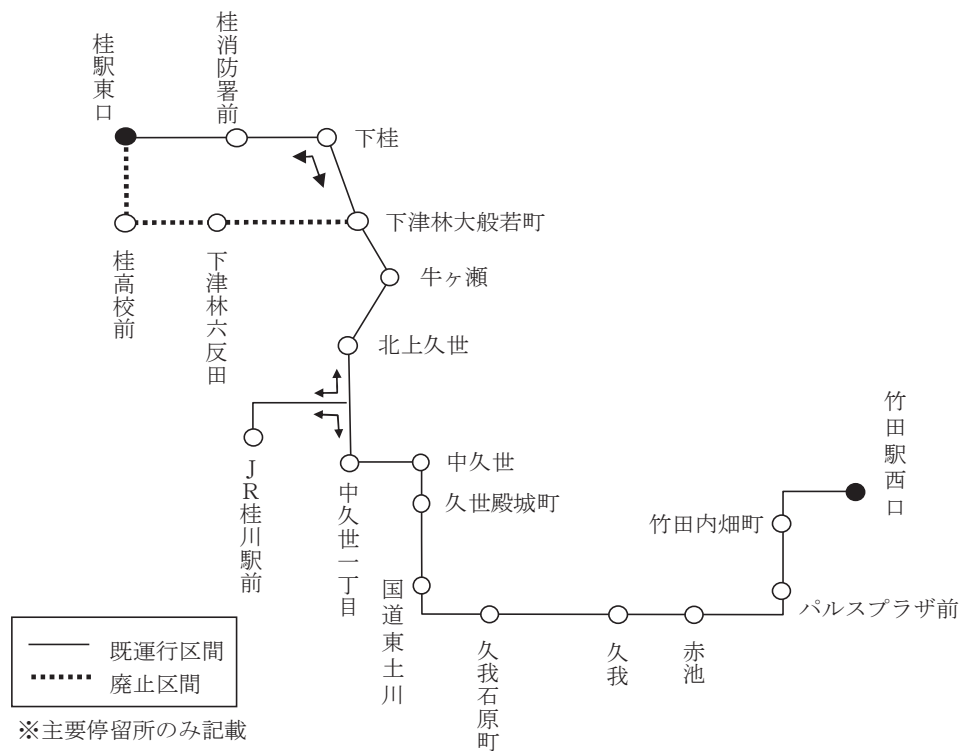 桂消防署前
桂駅東口
下桂
下津林大般若町
桂高校前
下津林六反田
牛ヶ瀬
北上久世
JR桂川駅前
中久世一丁目
中久世
久世殿城町
竹田駅西口
竹田内畑町
国道東土川
パルスプラザ前
久我石原町
久我
赤池
既運行区間
廃止区間
※主要停留所のみ記載